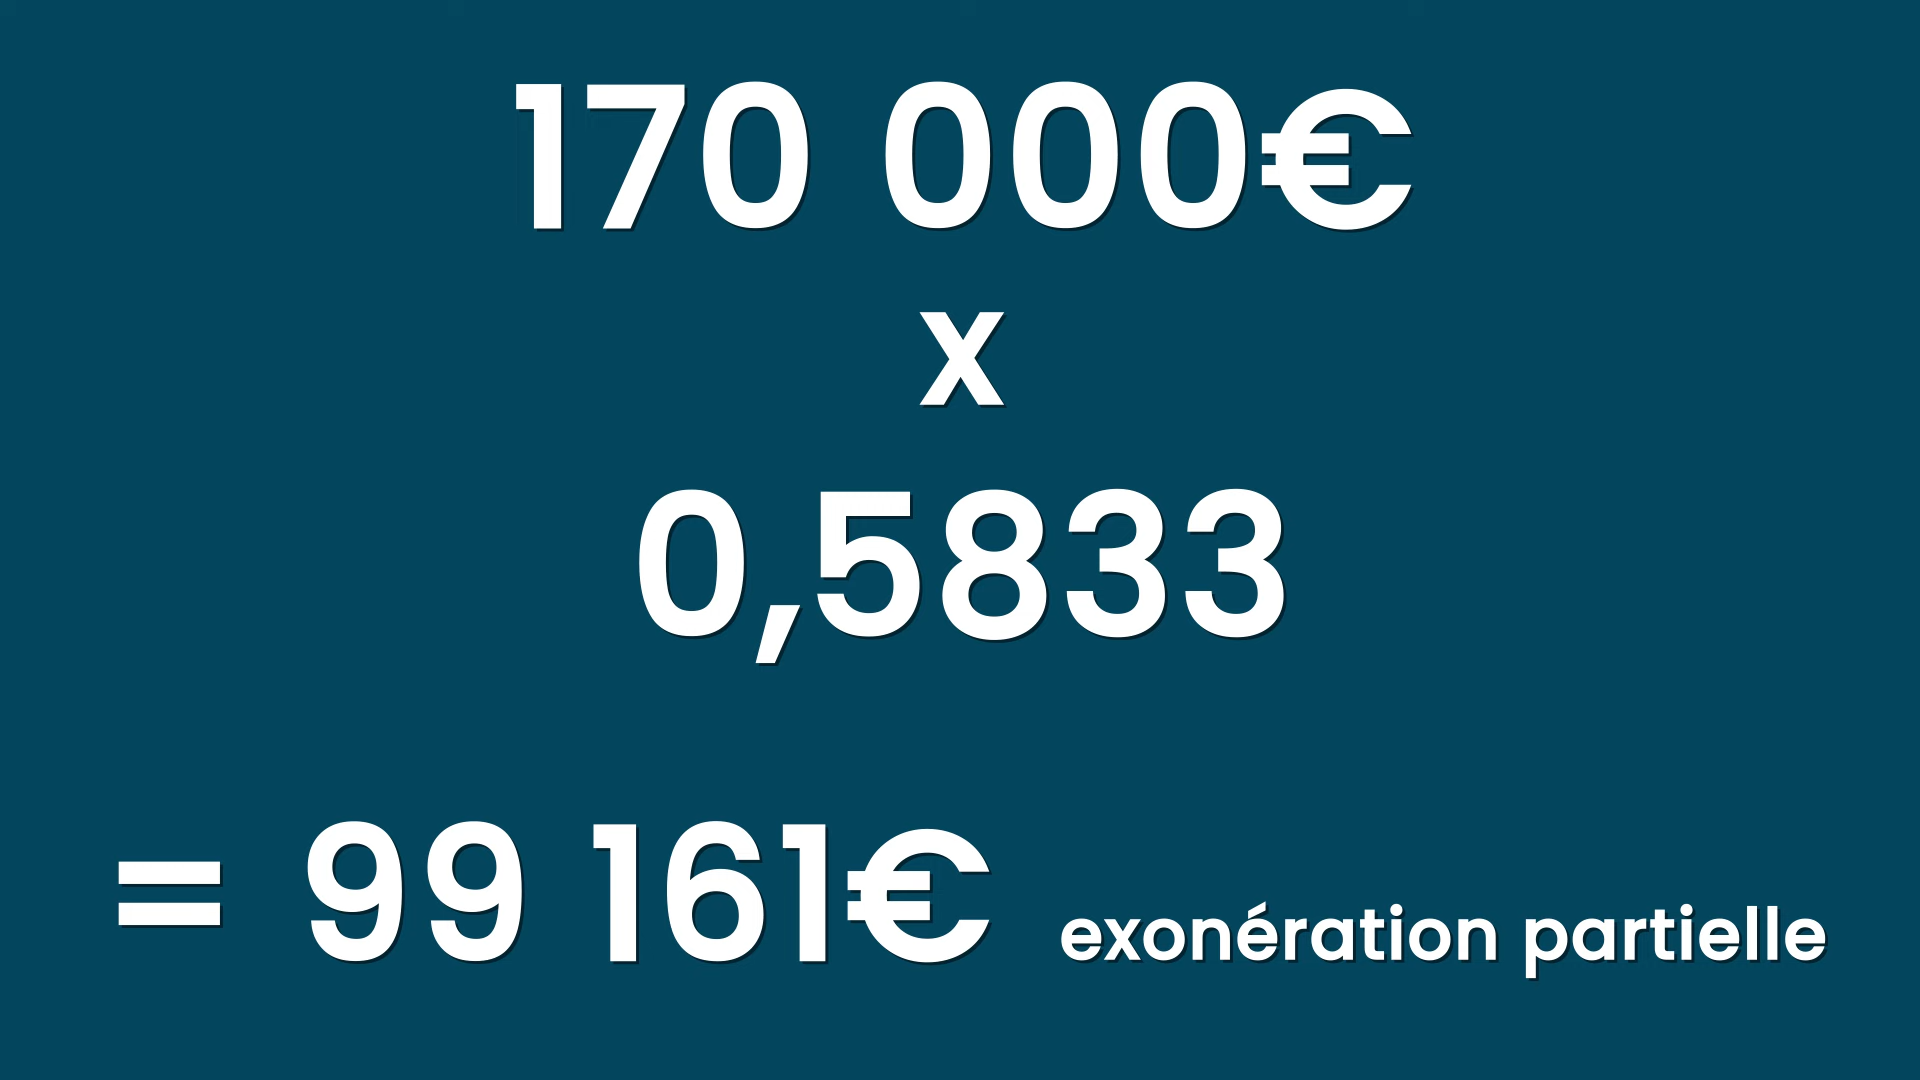 170 000€
x
0,5833
= 99 161€ exonération partielle